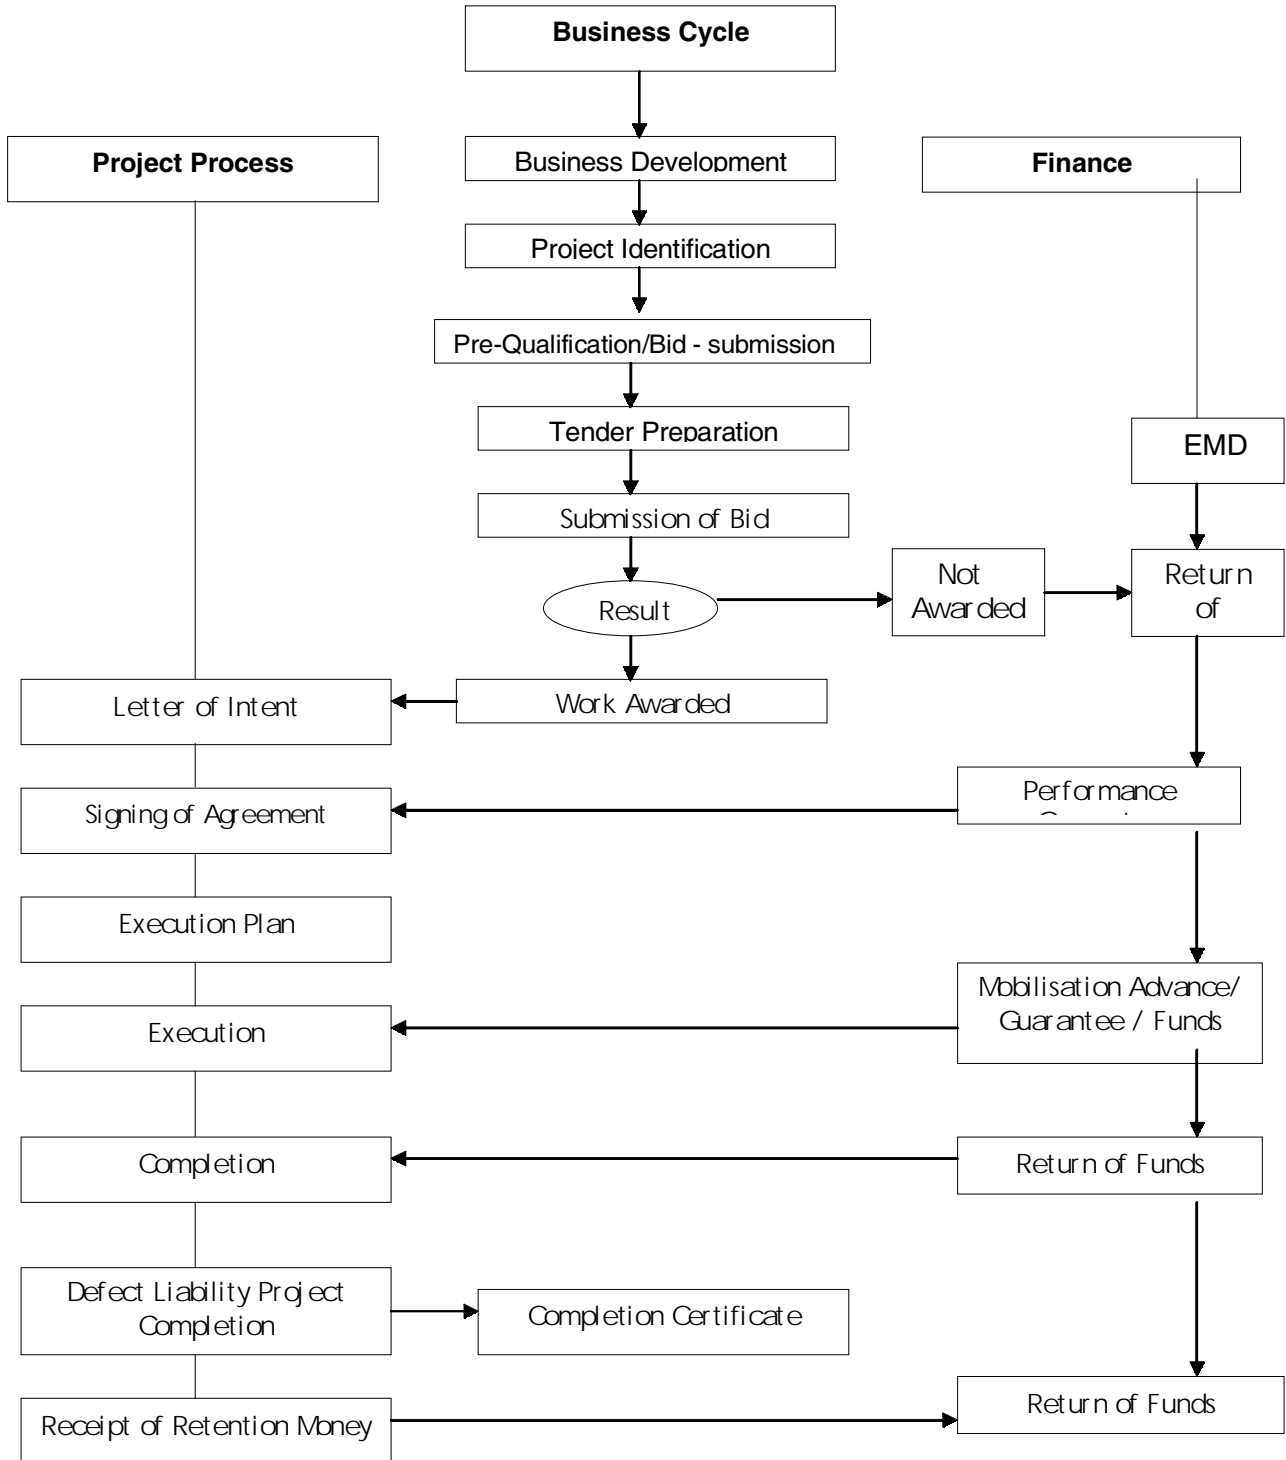 Business Cycle
Project Process
Business Development
Finance
Project Identification
Pre-Qualification/Bid - submission
Tender Preparation
EMD
Submission of Bid
Not
Awarded
Return
of
Result
Letter of Intent
Work Awarded
Signing of Agreement
Performance
Execution Plan
Mobilisation Advance/
Guarantee / Funds
Execution
Completion
Return of Funds
Defect Liability Project
Completion
Completion Certificate
Receipt of Retention Money
Return of Funds